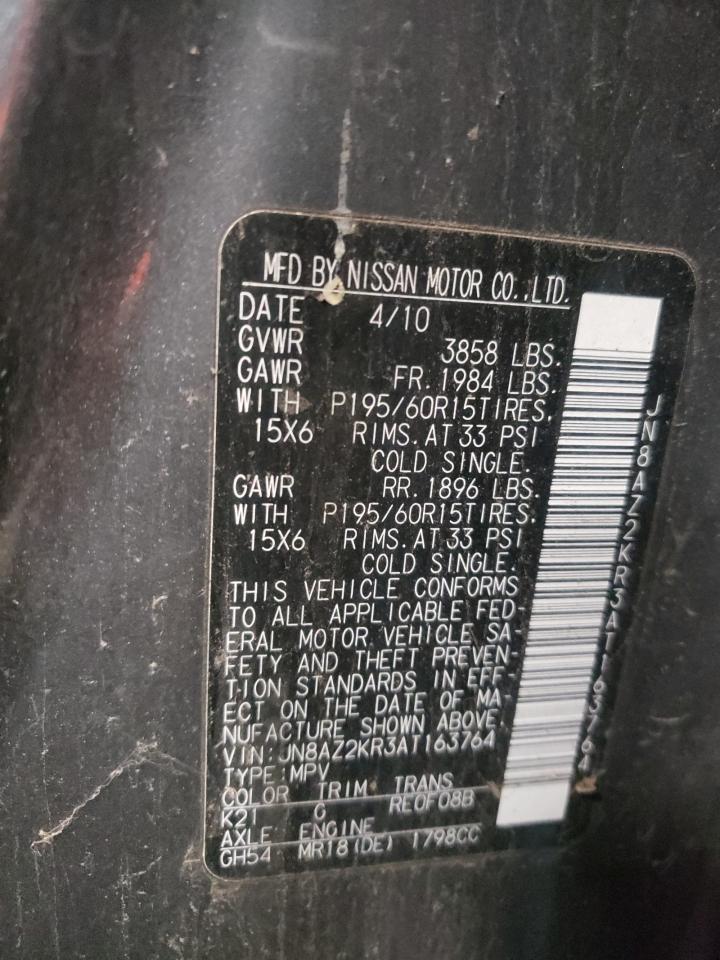 MFD BY NISSAN MOTOR CO.,LTD.
DATE 4/10
GVWR 3858 LBS.
GAWR FR. 1984 LBS.
WITH P195/60R15TIRES,
15X6 RIMS. AT 33 PSI
COLD SINGLE.
GAWR RR. 1896 LBS.
WITH P195/60R15TIRES,
15X6 RIMS. AT 33 PSI
COLD SINGLE.
THIS VEHICLE CONFORMS
TO ALL APPLICABLE FED-
ERAL MOTOR VEHICLE SA-
FETY AND THEFT PREVEN-
TION STANDARDS IN EFF-
ECT ON THE DATE OF MA-
NUFACTURE SHOWN ABOVE.
VIN:JN8AZ2KR3AT163764
TYPE:MPV
COLOR TRIM TRANS
K21 G RE0F08B
AXLE ENGINE
GH54 MR18(DE) 1798CC
JN8AZ2KR3AT163764